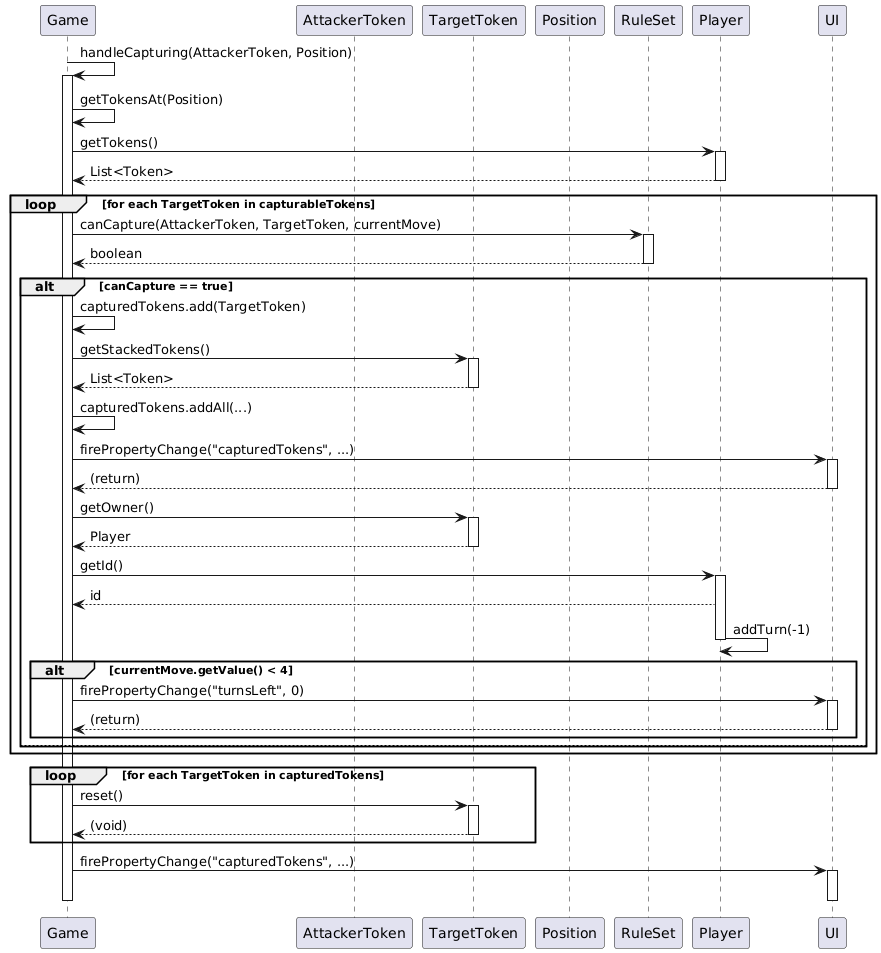 Game AttackerToken TargetToken Position RuleSet Player UI
handleCapturing(AttackerToken, Position)
getTokensAt(Position)
getTokens()
List<Token>
loop [for each TargetToken in capturableTokens]
canCapture(AttackerToken, TargetToken, currentMove)
boolean
alt [canCapture == true]
capturedTokens.add(TargetToken)
getStackedTokens()
List<Token>
capturedTokens.addAll(...)
firePropertyChange("capturedTokens", ...)
(return)
getOwner()
Player
getId()
id
addTurn(-1)
alt [currentMove.getValue() < 4]
firePropertyChange("turnsLeft", 0)
(return)
loop [for each TargetToken in capturedTokens]
reset()
(void)
firePropertyChange("capturedTokens", ...)
Game AttackerToken TargetToken Position RuleSet Player UI